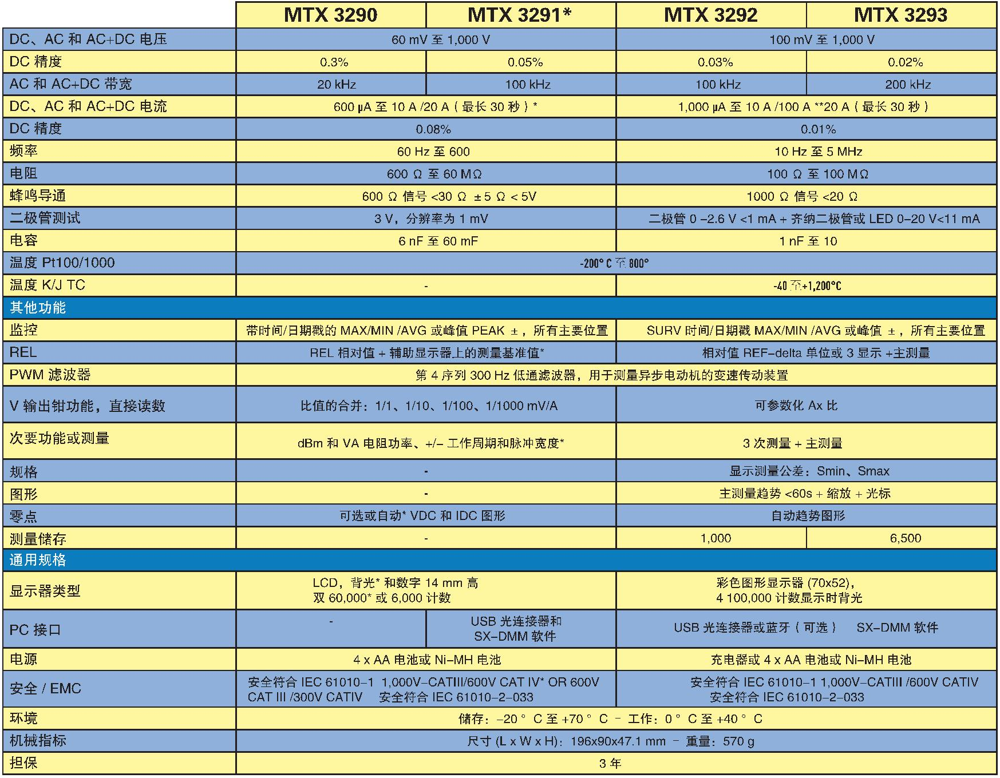 MTX 3290 MTX 3291* MTX 3292 MTX 3293
DC、AC 和 AC+DC 电压 60 mV 至 1,000 V 100 mV 至 1,000 V
DC 精度 0.3% 0.05% 0.03% 0.02%
AC 和 AC+DC 带宽 20 kHz 100 kHz 100 kHz 200 kHz
DC、AC 和 AC+DC 电流 600 µA 至 10 A /20 A（最长 30 秒）* 1,000 µA 至 10 A /100 A **20 A（最长 30 秒）
DC 精度 0.08% 0.01%
频率 60 Hz 至 600 10 Hz 至 5 MHz
电阻 600 Ω 至 60 MΩ 100 Ω 至 100 MΩ
蜂鸣导通 600 Ω 信号 <30 Ω ±5 Ω < 5V 1000 Ω 信号 <20 Ω
二极管测试 3 V，分辨率为 1 mV 二极管 0 –2.6 V <1 mA + 齐纳二极管或 LED 0–20 V<11 mA
电容 6 nF 至 60 mF 1 nF 至 10
温度 Pt100/1000 -200° C 至 800°
温度 K/J TC - -40 至+1,200°C
其他功能
监控 带时间/日期戳的 MAX/MIN /AVG 或峰值 PEAK ±，所有主要位置 SURV 时间/日期戳 MAX/MIN /AVG 或峰值 ±，所有主要位置
REL REL 相对值 + 辅助显示器上的测量基准值* 相对值 REF–delta 单位或 3 显示 +主测量
PWM 滤波器 第 4 序列 300 Hz 低通滤波器，用于测量异步电动机的变速传动装置
V 输出钳功能，直接读数 比值的合并：1/1、1/10、1/100、1/1000 mV/A 可参数化 Ax 比
次要功能或测量 dBm 和 VA 电阻功率、+/– 工作周期和脉冲宽度* 3 次测量 + 主测量
规格 - 显示测量公差：Smin、Smax
图形 - 主测量趋势 <60s + 缩放 + 光标
零点 可选或自动* VDC 和 IDC 图形 自动趋势图形
测量储存 - 1,000 6,500
通用规格
显示器类型 LCD，背光* 和数字 14 mm 高 彩色图形显示器 (70x52)，
双 60,000* 或 6,000 计数 4 100,000 计数显示时背光
PC 接口 - USB 光连接器和 USB 光连接器或蓝牙（可选） SX–DMM 软件
SX–DMM 软件
电源 4 x AA 电池或 Ni–MH 电池 充电器或 4 x AA 电池或 Ni–MH 电池
安全 / EMC 安全符合 IEC 61010–1 1,000V–CATIII/600V CAT IV* OR 600V 安全符合 IEC 61010–1 1,000V–CATIII /600V CATIV
CAT III /300V CATIV 安全符合 IEC 61010–2–033 安全符合 IEC 61010–2–033
环境 储存：–20 ° C 至 +70 ° C – 工作：0 ° C 至 +40 ° C
机械指标 尺寸 (L x W x H)：196x90x47.1 mm – 重量：570 g
担保 3 年